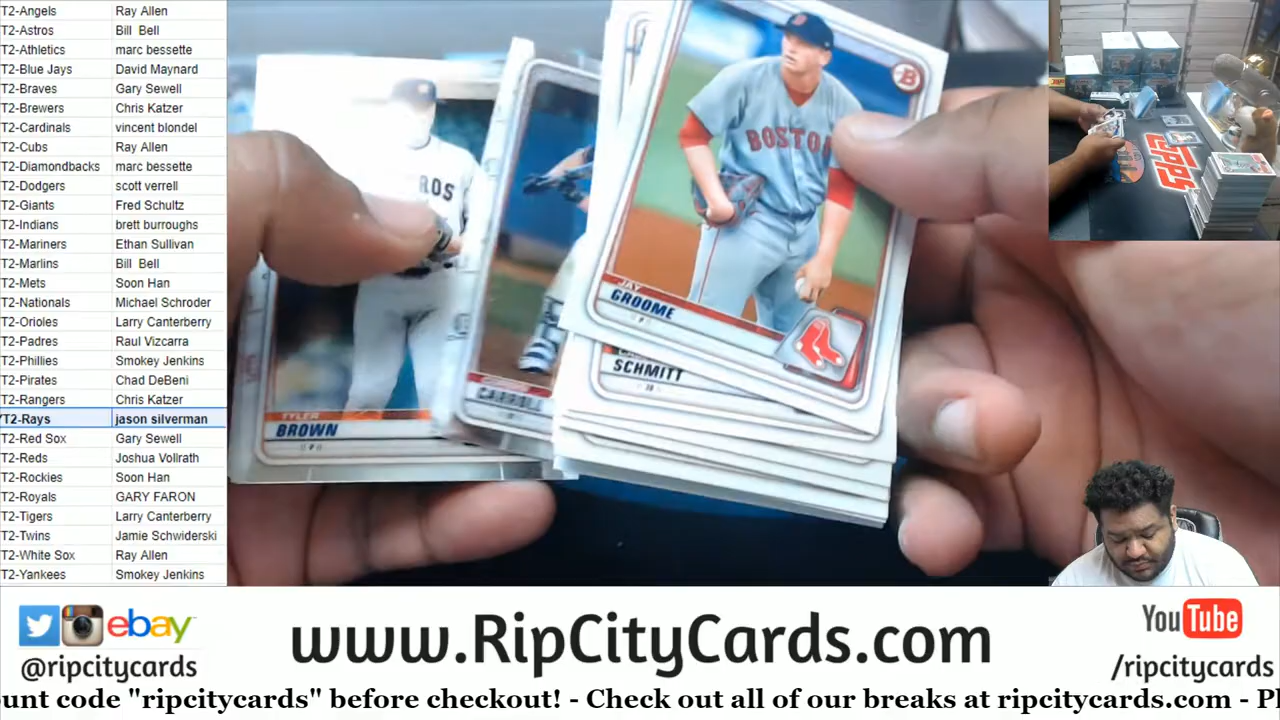 T2-Angels Ray Allen
T2-Astros Bill Bell
T2-Athletics marc bessette
T2-Blue Jays David Maynard
T2-Braves Gary Sewell
T2-Brewers Chris Katzer
T2-Cardinals vincent blondel
T2-Cubs Ray Allen
T2-Diamondbacks marc bessette
T2-Dodgers scott verrell
T2-Giants Fred Schultz
T2-Indians brett burroughs
T2-Mariners Ethan Sullivan
T2-Marlins Bill Bell
T2-Mets Soon Han
T2-Nationals Michael Schroder
T2-Orioles Larry Canterberry
T2-Padres Raul Vizcarra
T2-Phillies Smokey Jenkins
T2-Pirates Chad DeBeni
T2-Rangers Chris Katzer
T2-Rays jason silverman
T2-Red Sox Gary Sewell
T2-Reds Joshua Vollrath
T2-Rockies Soon Han
T2-Royals GARY FARON
T2-Tigers Larry Canterberry
T2-Twins Jamie Schwiderski
T2-White Sox Ray Allen
T2-Yankees Smokey Jenkins
ROS
TYLER
BROWN
B
BOSTON
JAY
GROOME
SCHMITT
topps
ebay
@ripcitycards
www.RipCityCards.com
YouTube
/ripcitycards
ount code "ripcitycards" before checkout! - Check out all of our breaks at ripcitycards.com - Pl